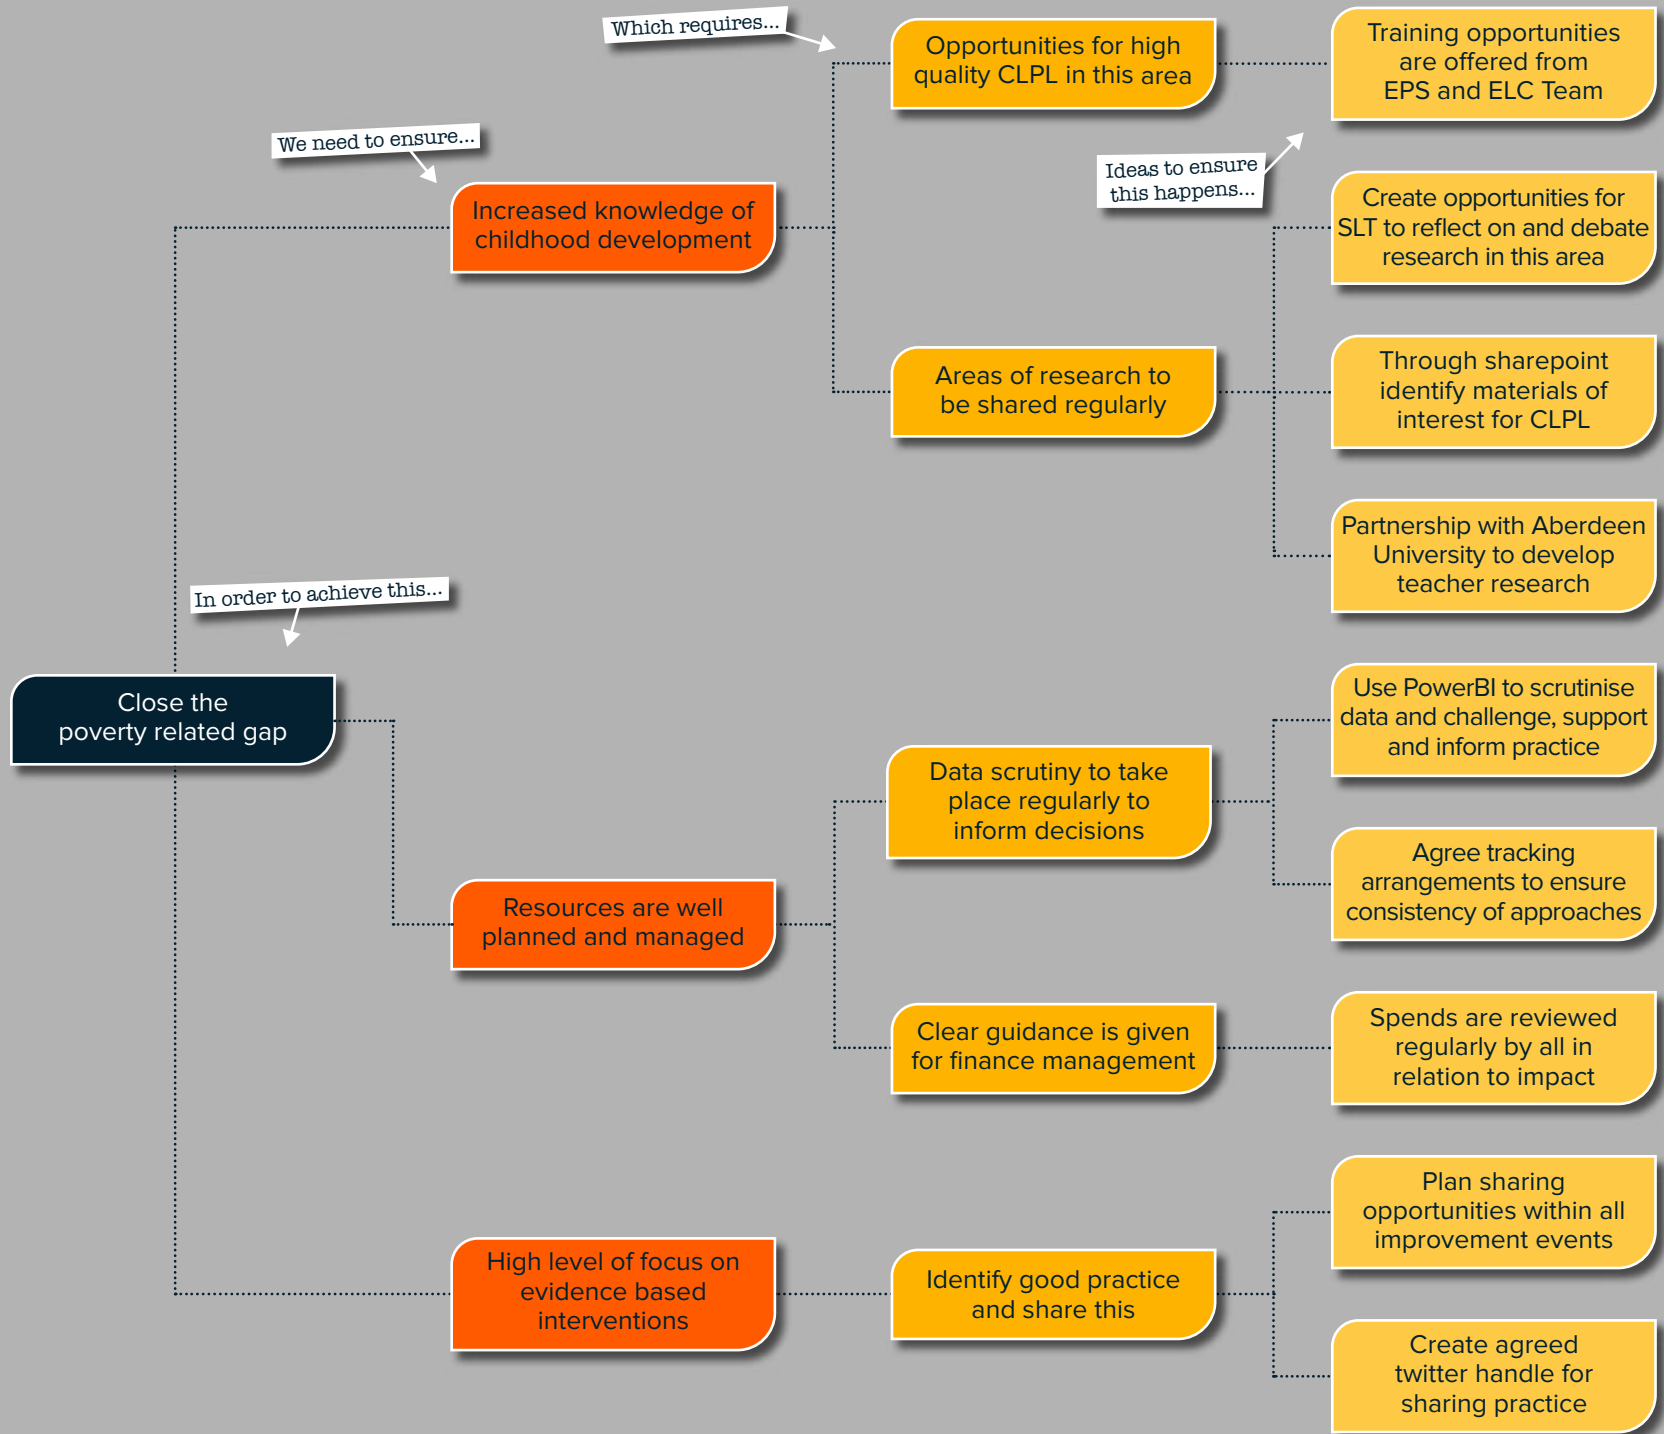 Which requires...
Opportunities for high
quality CLPL in this area
Training opportunities
are offered from
EPS and ELC Team
We need to ensure...
Ideas to ensure
this happens...
Increased knowledge of
childhood development
Create opportunities for
SLT to reflect on and debate
research in this area
Areas of research to
be shared regularly
Through sharepoint
identify materials of
interest for CLPL
Partnership with Aberdeen
University to develop
teacher research
In order to achieve this...
Close the
poverty related gap
Use PowerBI to scrutinise
data and challenge, support
and inform practice
Data scrutiny to take
place regularly to
inform decisions
Agree tracking
arrangements to ensure
consistency of approaches
Resources are well
planned and managed
Clear guidance is given
for finance management
Spends are reviewed
regularly by all in
relation to impact
Plan sharing
opportunities within all
improvement events
High level of focus on
evidence based
interventions
Identify good practice
and share this
Create agreed
twitter handle for
sharing practice